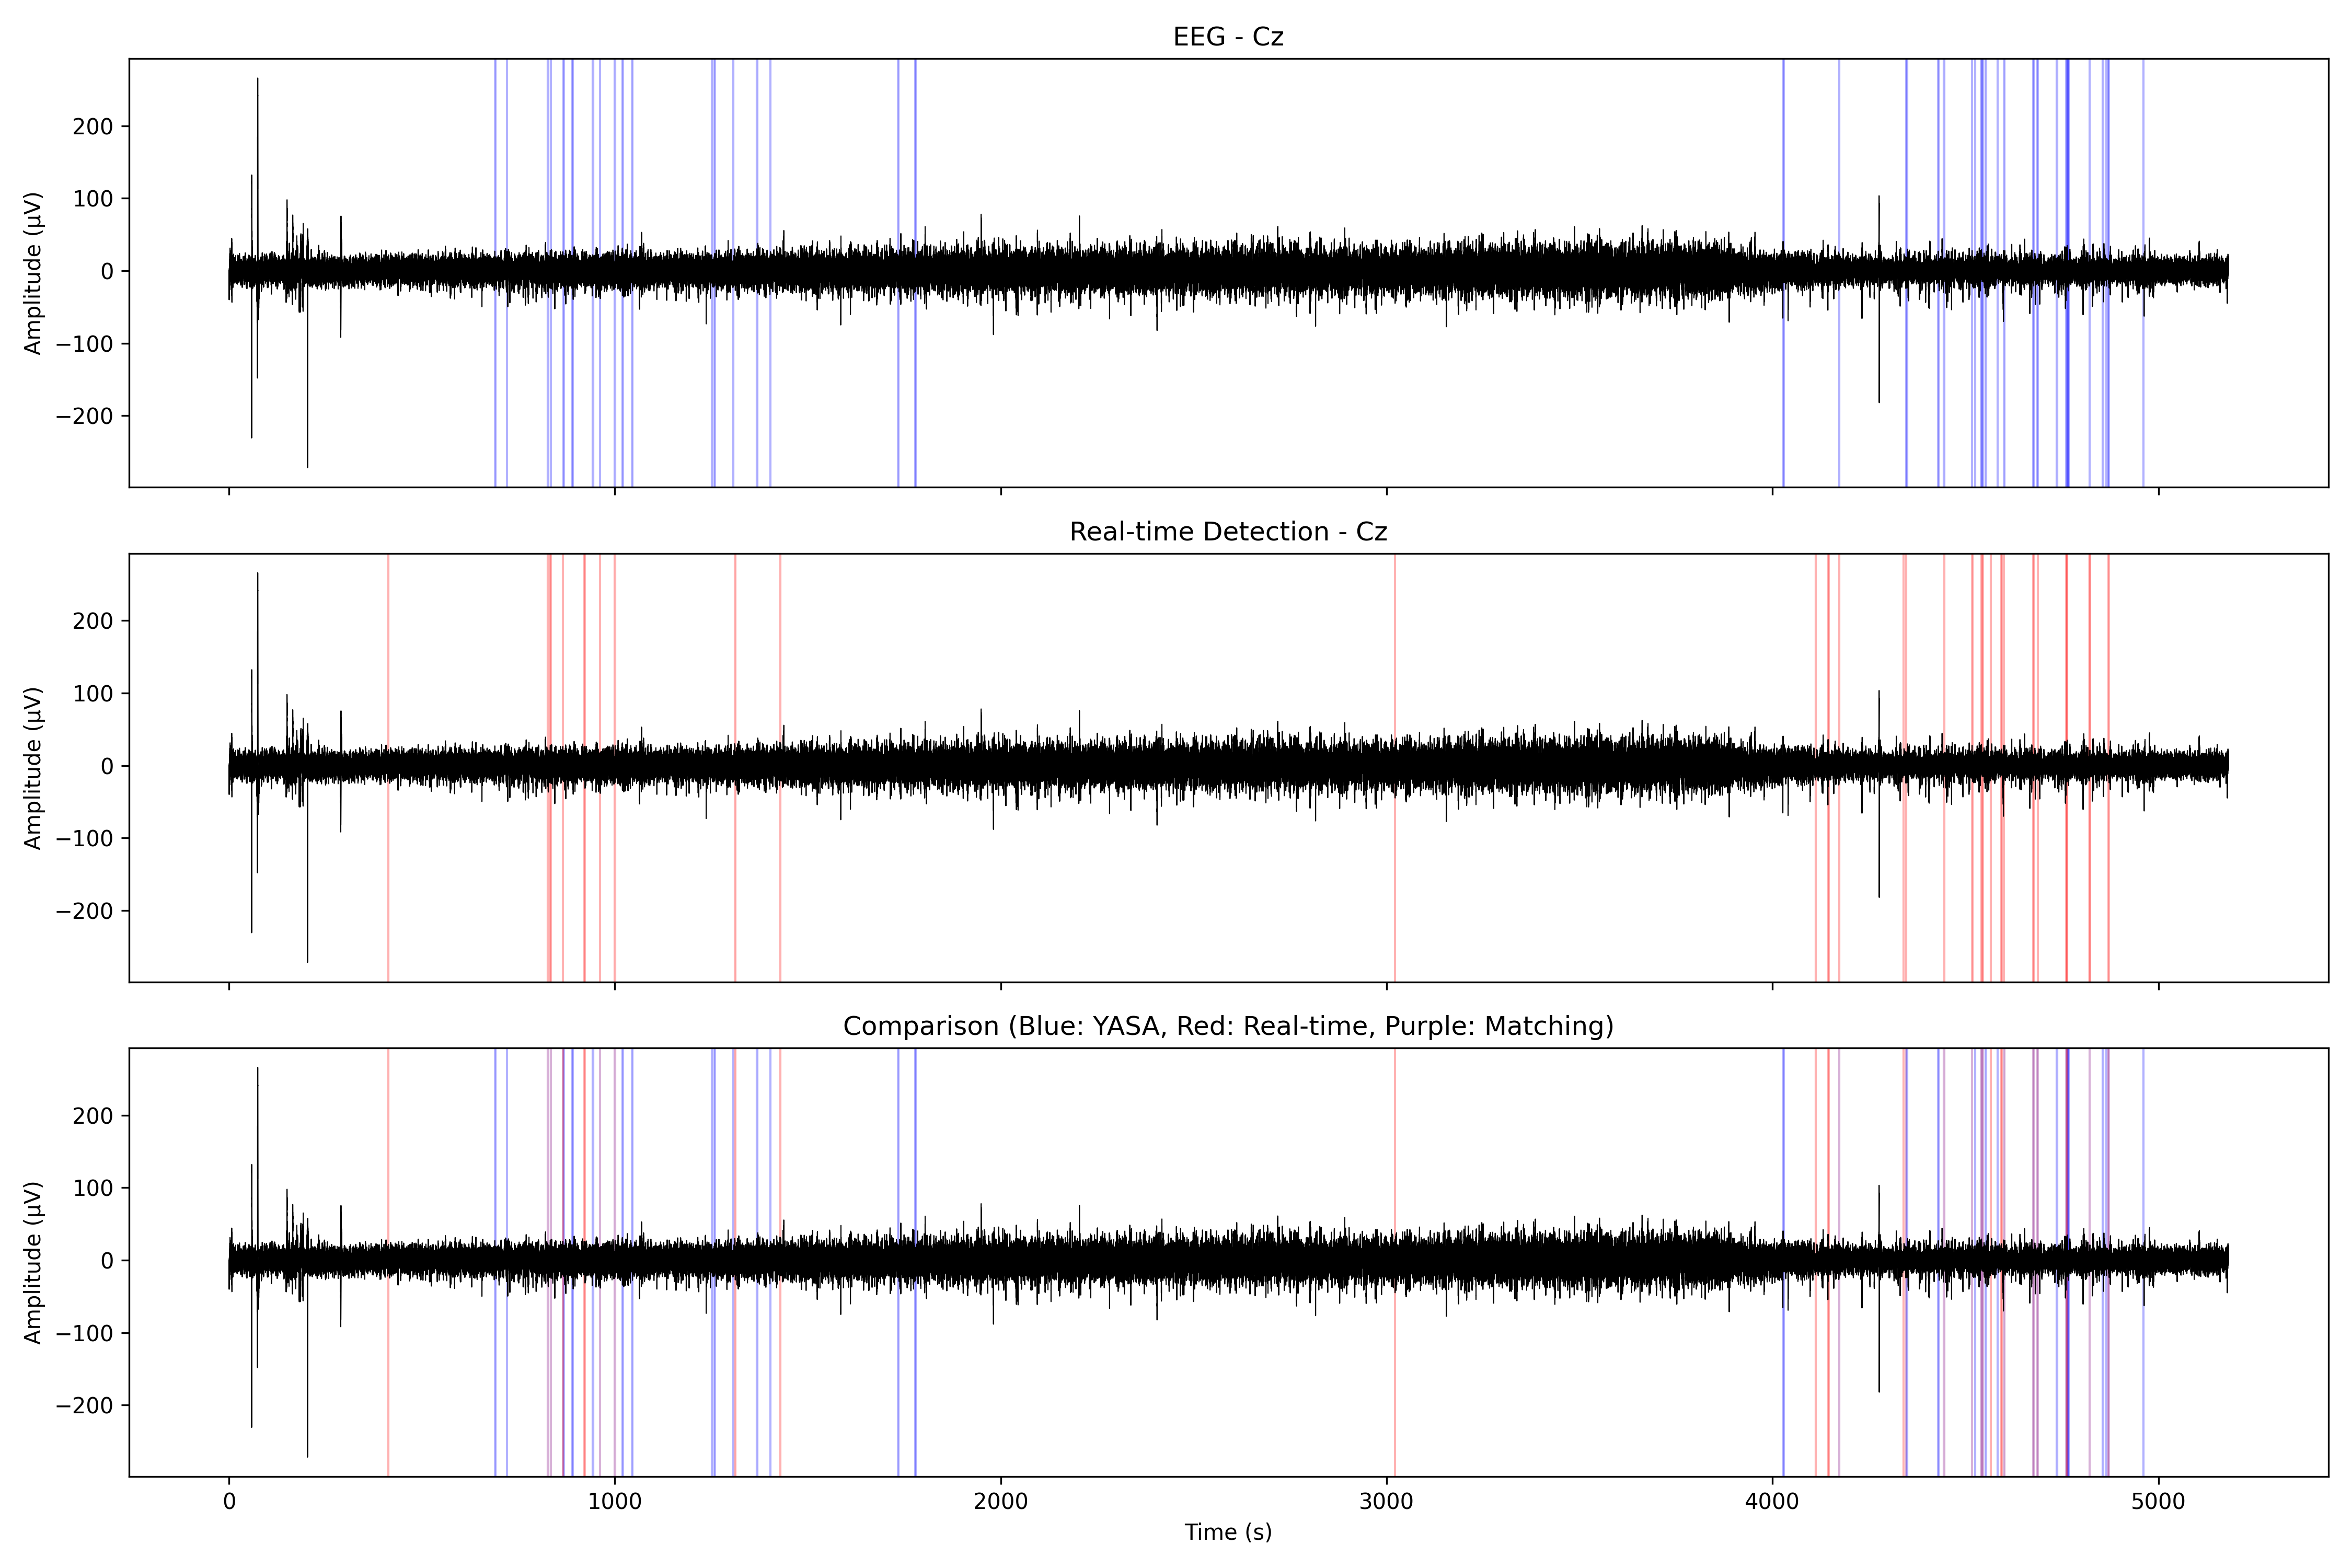 EEG - Cz
Amplitude (µV)
200
100
0
−100
−200
Real-time Detection - Cz
Amplitude (µV)
200
100
0
−100
−200
Comparison (Blue: YASA, Red: Real-time, Purple: Matching)
Amplitude (µV)
200
100
0
−100
−200
0 1000 2000 3000 4000 5000
Time (s)